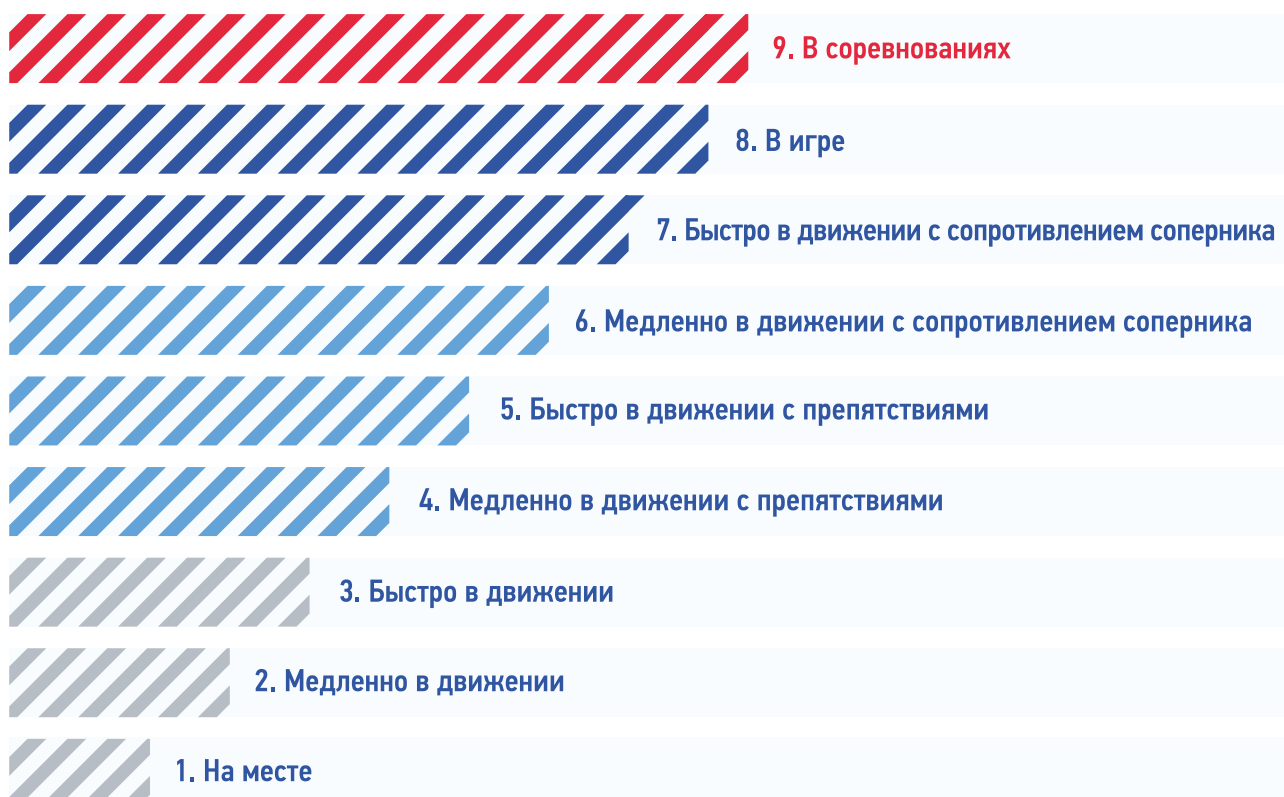 9. В соревнованиях
8. В игре
7. Быстро в движении с сопротивлением соперника
6. Медленно в движении с сопротивлением соперника
5. Быстро в движении с препятствиями
4. Медленно в движении с препятствиями
3. Быстро в движении
2. Медленно в движении
1. На месте